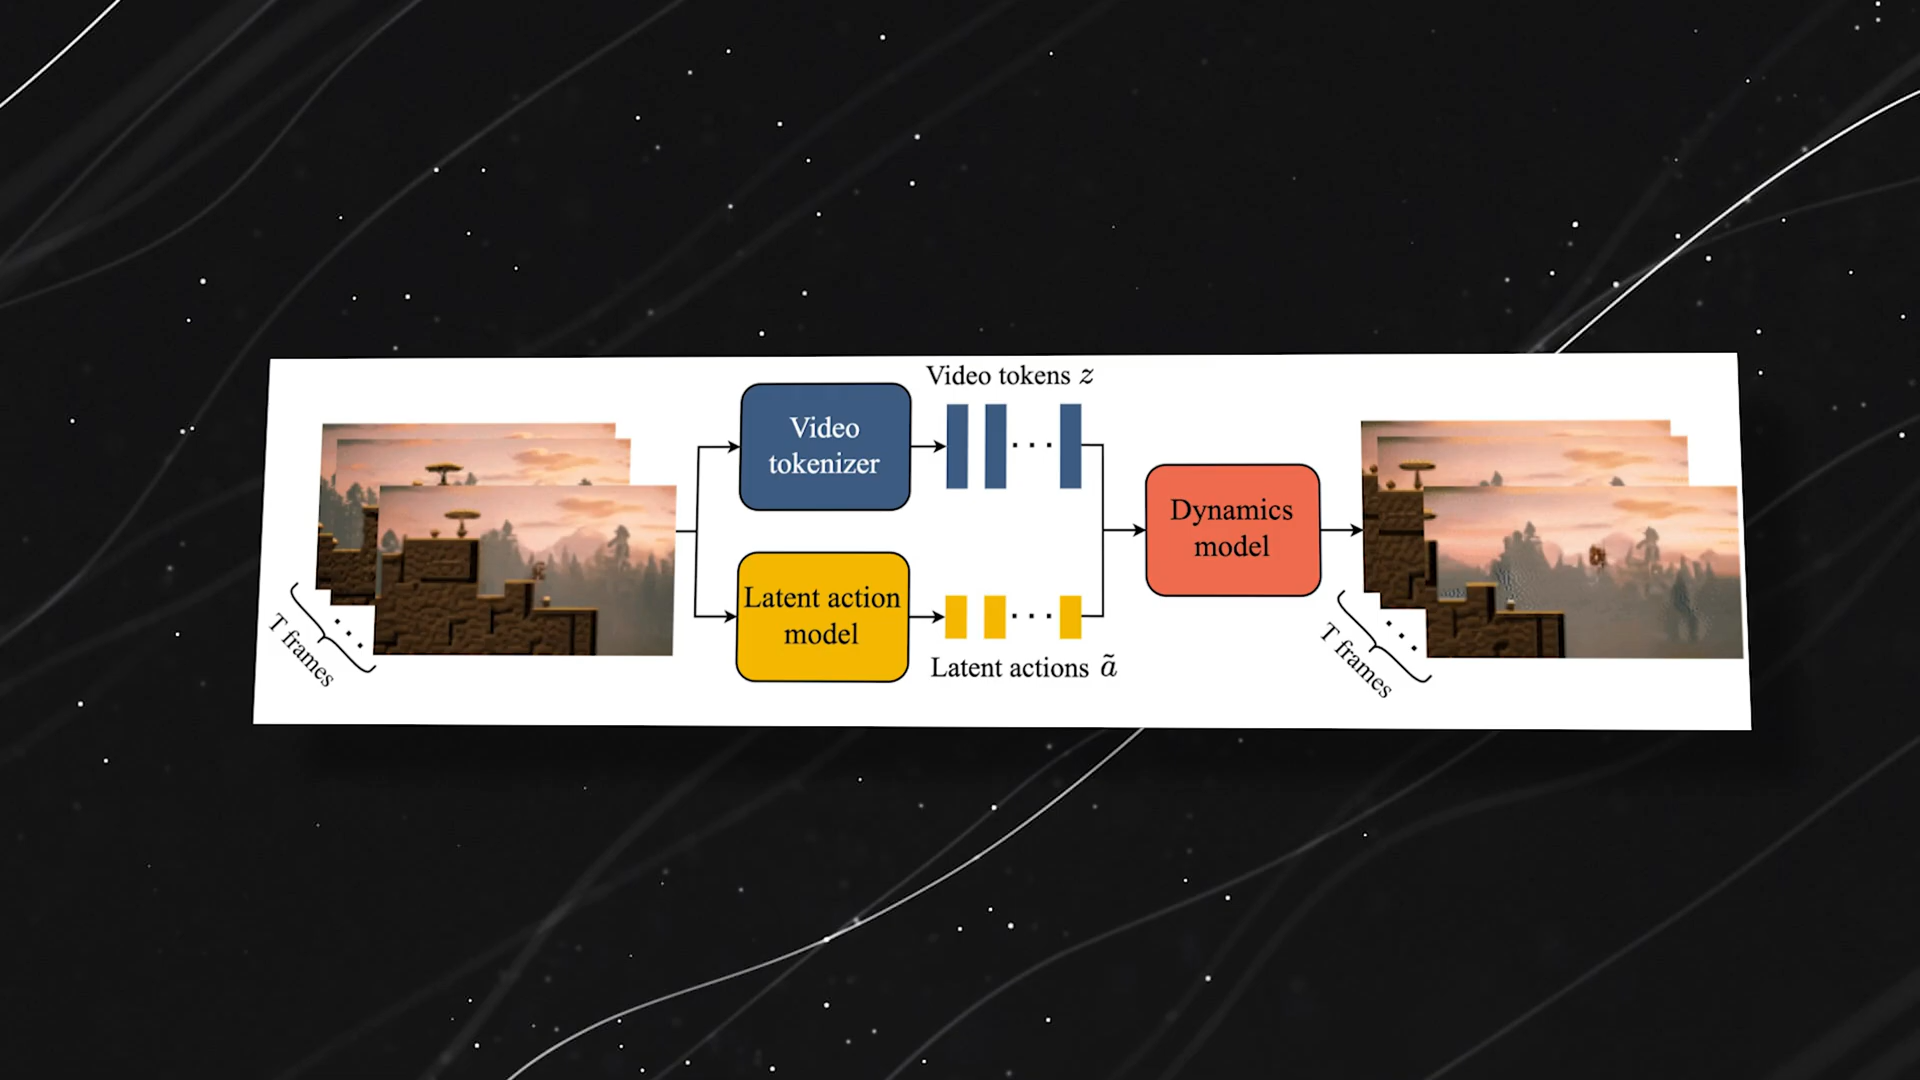 T frames
Video
tokenizer
Latent action
model
Video tokens z
Latent actions ã
Dynamics
model
T frames